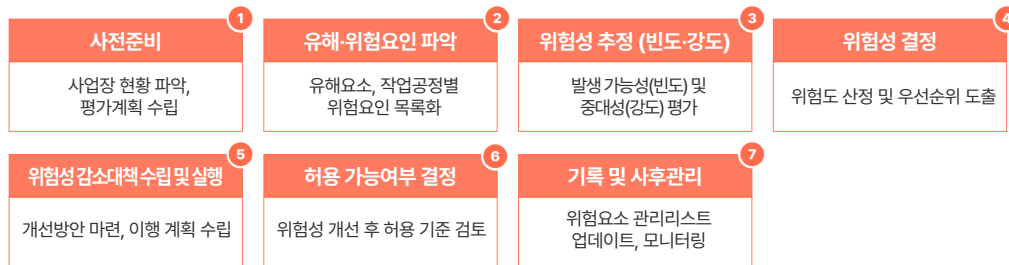 1
사전준비
사업장 현황 파악,
평가계획 수립
2
유해·위험요인 파악
유해요소, 작업공정별
위험요인 목록화
3
위험성 추정 (빈도·강도)
발생 가능성(빈도) 및
중대성(강도) 평가
4
위험성 결정
위험도 산정 및 우선순위 도출
5
위험성 감소대책 수립 및 실행
개선방안 마련, 이행 계획 수립
6
허용 가능여부 결정
위험성 개선 후 허용 기준 검토
7
기록 및 사후관리
위험요소 관리리스트
업데이트, 모니터링